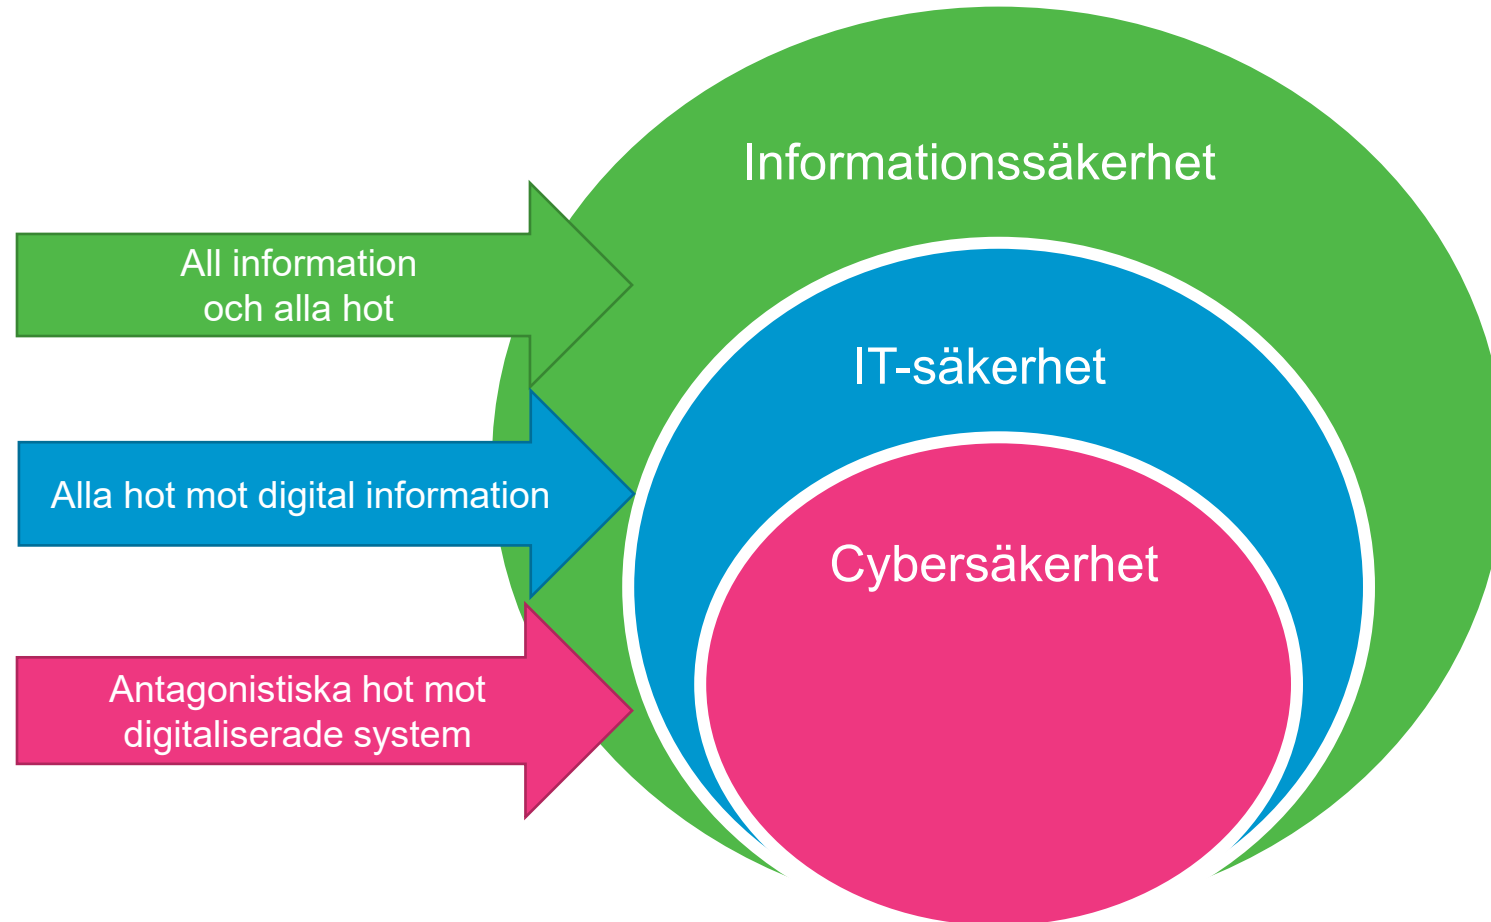 Informationssäkerhet
All information
och alla hot
IT-säkerhet
Alla hot mot digital information
Cybersäkerhet
Antagonistiska hot mot
digitaliserade system